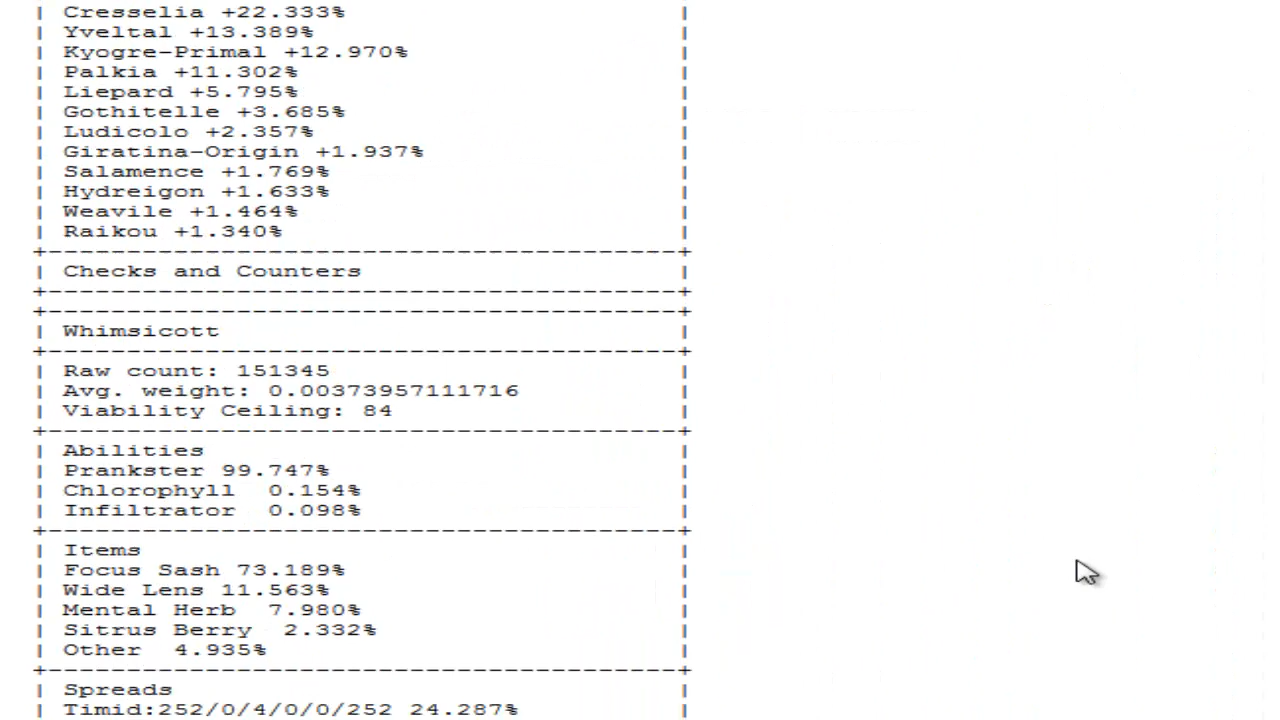 | Cresselia +22.333% |
| Yveltal +13.389% |
| Kyogre-Primal +12.970% |
| Palkia +11.302% |
| Liepard +5.795% |
| Gothitelle +3.685% |
| Ludicolo +2.357% |
| Giratina-Origin +1.937% |
| Salamence +1.769% |
| Hydreigon +1.633% |
| Weavile +1.464% |
| Raikou +1.340% |
+----------------------------------------+
| Checks and Counters |
+----------------------------------------+
+----------------------------------------+
| Whimsicott |
+----------------------------------------+
| Raw count: 151345 |
| Avg. weight: 0.00373957111716 |
| Viability Ceiling: 84 |
+----------------------------------------+
| Abilities |
| Prankster 99.747% |
| Chlorophyll  0.154% |
| Infiltrator  0.098% |
+----------------------------------------+
| Items |
| Focus Sash 73.189% |
| Wide Lens 11.563% |
| Mental Herb  7.980% |
| Sitrus Berry  2.332% |
| Other  4.935% |
+----------------------------------------+
| Spreads |
| Timid:252/0/4/0/0/252 24.287% |